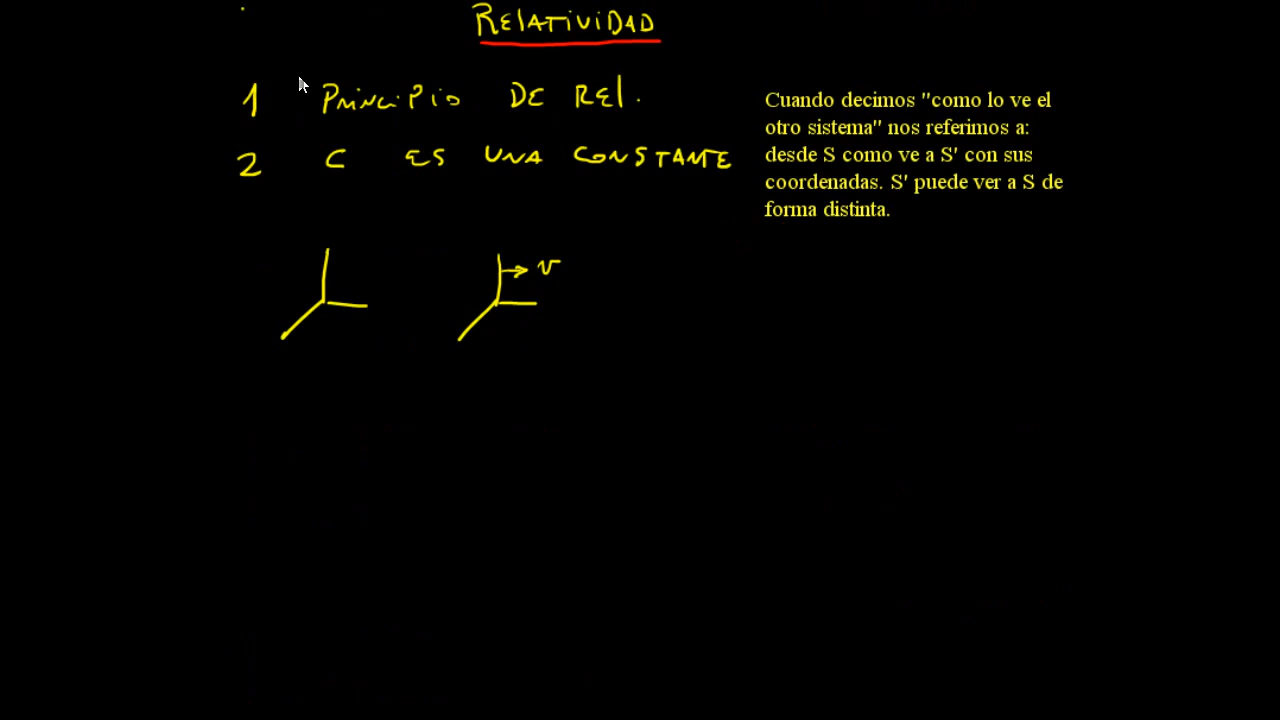 RELATIVIDAD
1 PRINCIPIO DE REL.
2 C ES UNA CONSTANTE
Cuando decimos "como lo ve el
otro sistema" nos referimos a:
desde S como ve a S' con sus
coordenadas. S' puede ver a S de
forma distinta.
v